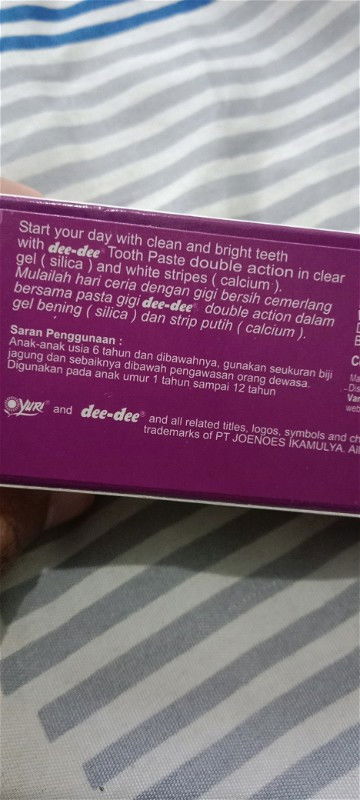 Start your day with clean and bright teeth
with dee-dee® Tooth Paste double action in clear
gel ( silica ) and white stripes ( calcium ).
Mulailah hari ceria dengan gigi bersih cemerlang
bersama pasta gigi dee-dee® double action dalam
gel bening ( silica ) dan strip putih ( calcium ).
Saran Penggunaan :
Anak-anak usia 6 tahun dan dibawahnya, gunakan seukuran biji
jagung dan sebaiknya dibawah pengawasan orang dewasa.
Digunakan pada anak umur 1 tahun sampai 12 tahun
YURI® and dee-dee® and all related titles, logos, symbols and
trademarks of PT JOENOES IKAMULYA.